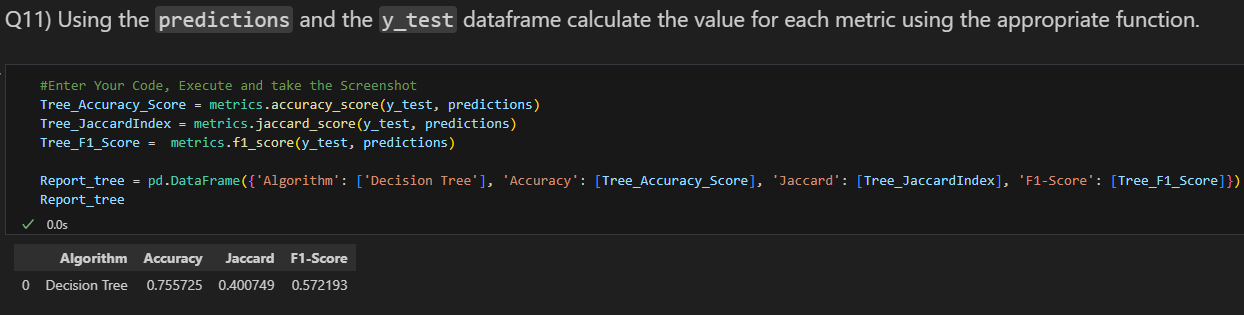 Q11) Using the predictions and the y_test dataframe calculate the value for each metric using the appropriate function.
#Enter Your Code, Execute and take the Screenshot
Tree_Accuracy_Score = metrics.accuracy_score(y_test, predictions)
Tree_JaccardIndex = metrics.jaccard_score(y_test, predictions)
Tree_F1_Score =  metrics.f1_score(y_test, predictions)
Report_tree = pd.DataFrame({'Algorithm': ['Decision Tree'], 'Accuracy': [Tree_Accuracy_Score], 'Jaccard': [Tree_JaccardIndex], 'F1-Score': [Tree_F1_Score]})
Report_tree
✓ 0.0s
Algorithm Accuracy Jaccard F1-Score
0 Decision Tree 0.755725 0.400749 0.572193